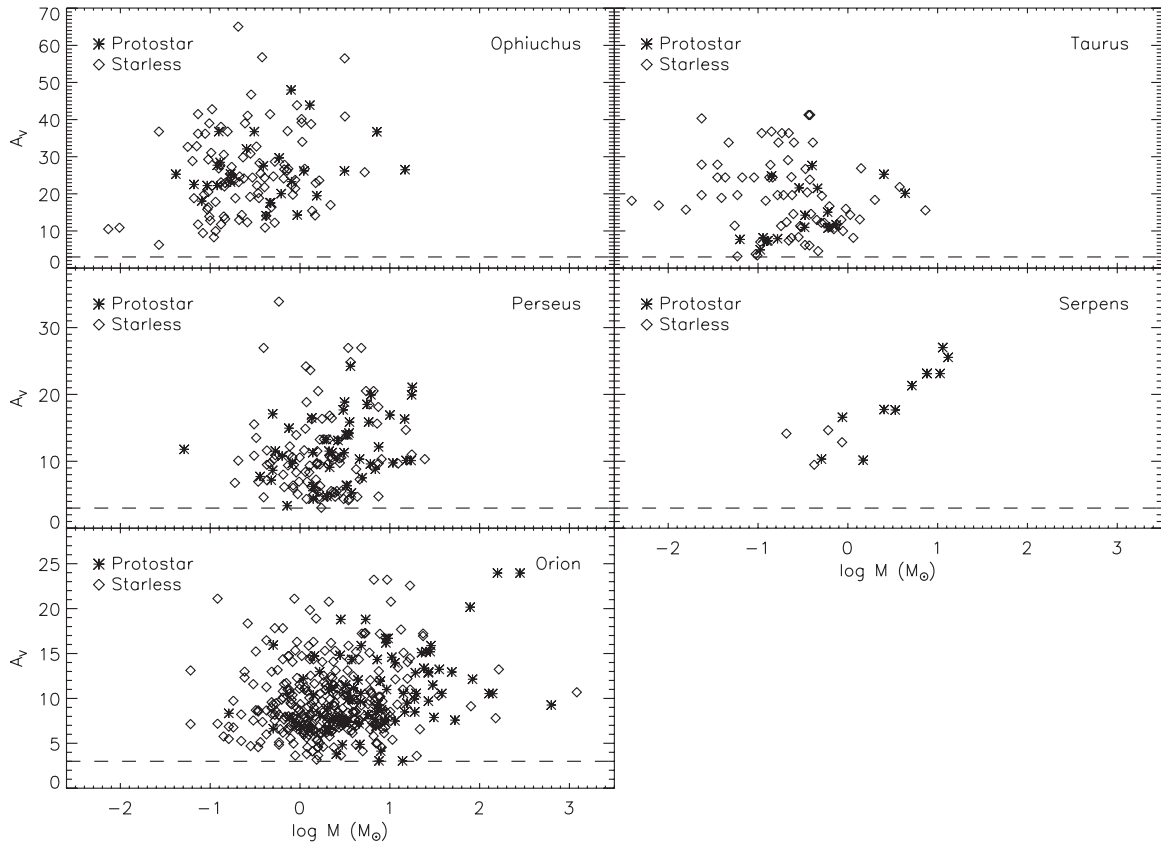 70
60
50
40
30
20
10
0
A_V
Protostar
Starless
Ophiuchus
Protostar
Starless
Taurus
30
20
10
0
A_V
Protostar
Starless
Perseus
Protostar
Starless
Serpens
−2 −1 0 1 2 3
log M (M☉)
25
20
15
10
5
0
A_V
Protostar
Starless
Orion
−2 −1 0 1 2 3
log M (M☉)